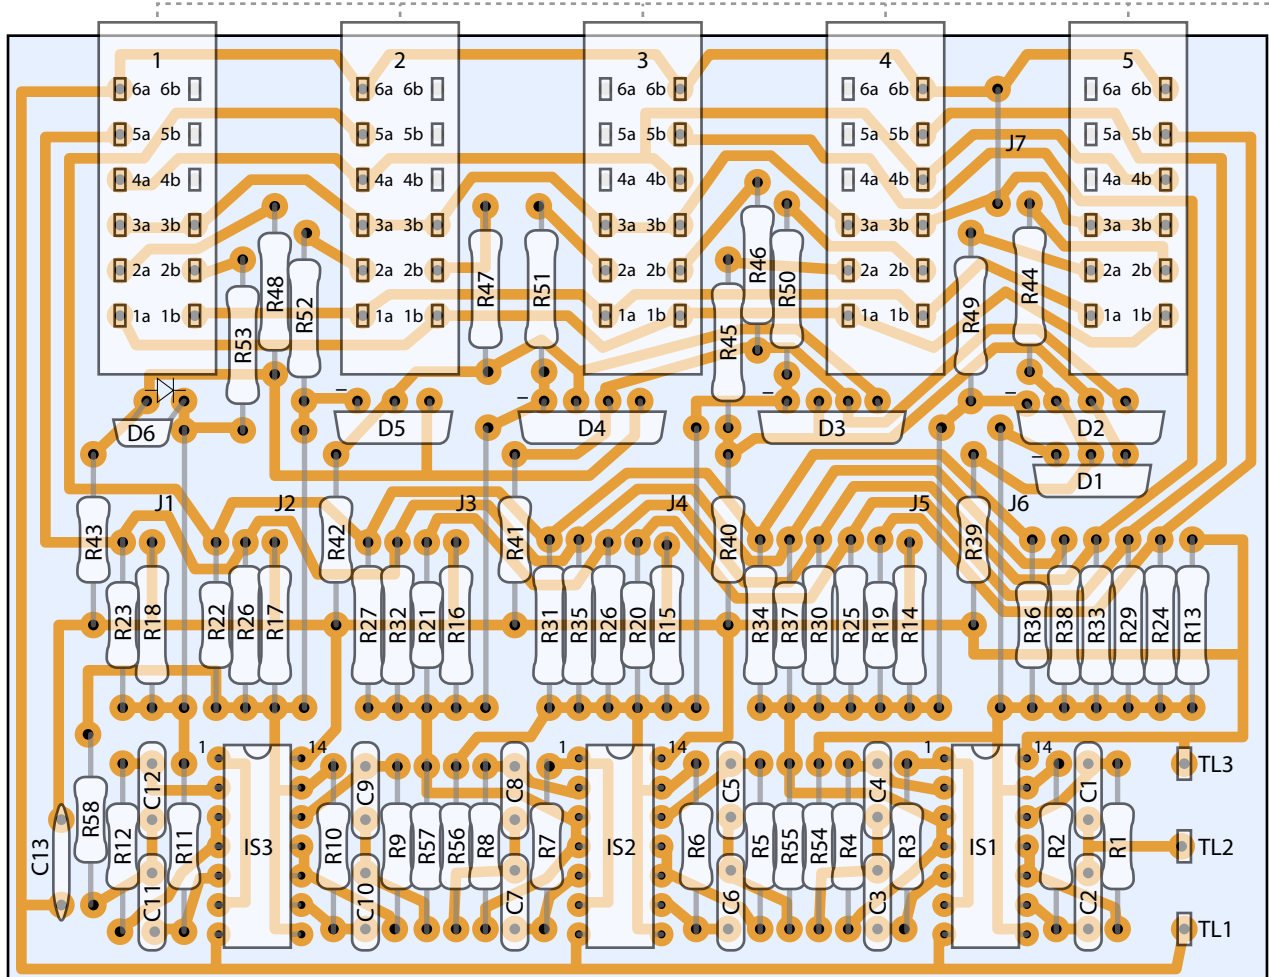 1 2 3 4 5
6a 6b 6a 6b 6a 6b 6a 6b 6a 6b
5a 5b 5a 5b 5a 5b 5a 5b 5a 5b
J7
4a 4b 4a 4b 4a 4b 4a 4b 4a 4b
3a 3b 3a 3b 3a 3b 3a 3b 3a 3b
2a 2b 2a 2b 2a 2b 2a 2b 2a 2b
1a 1b 1a 1b 1a 1b 1a 1b 1a 1b
R53 R48 R52 R47 R51 R45 R46 R50 R49 R44
– – – –
D6 D5 D4 D3 D2
–
D1
J1 J2 J3 J4 J5 J6
R43 R42 R41 R40 R39
R23 R18 R22 R26 R17 R27 R32 R21 R16 R31 R35 R26 R20 R15 R34 R37 R30 R25 R19 R14 R36 R38 R33 R29 R24 R13
1 14 1 14 1 14
C12 C9 C8 C5 C4 C1 TL3
C13 R58 R12 R11 IS3 R10 R9 R57 R56 R8 R7 IS2 R6 R5 R55 R54 R4 R3 IS1 R2 R1 TL2
C11 C10 C7 C6 C3 C2 TL1